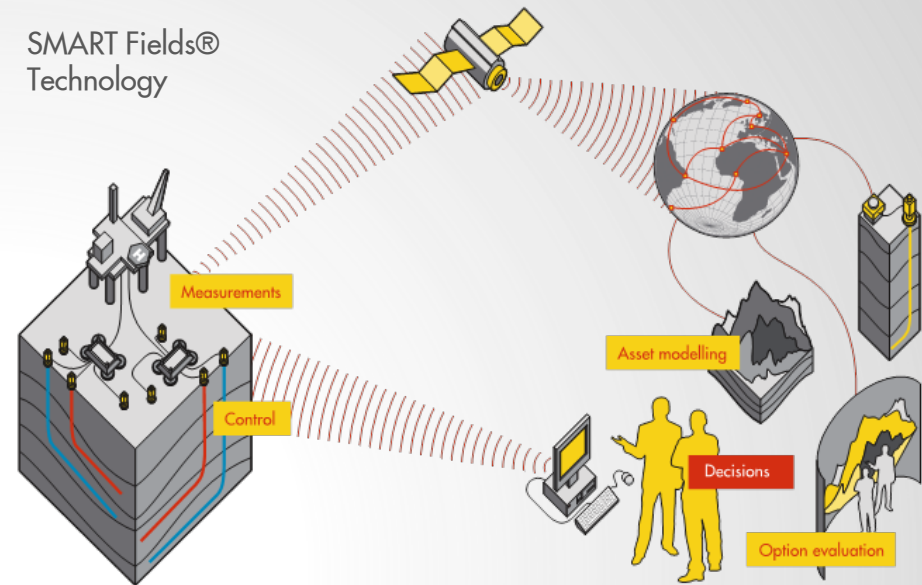 SMART Fields®
Technology
Measurements
Asset modelling
Control
Decisions
Option evaluation
H